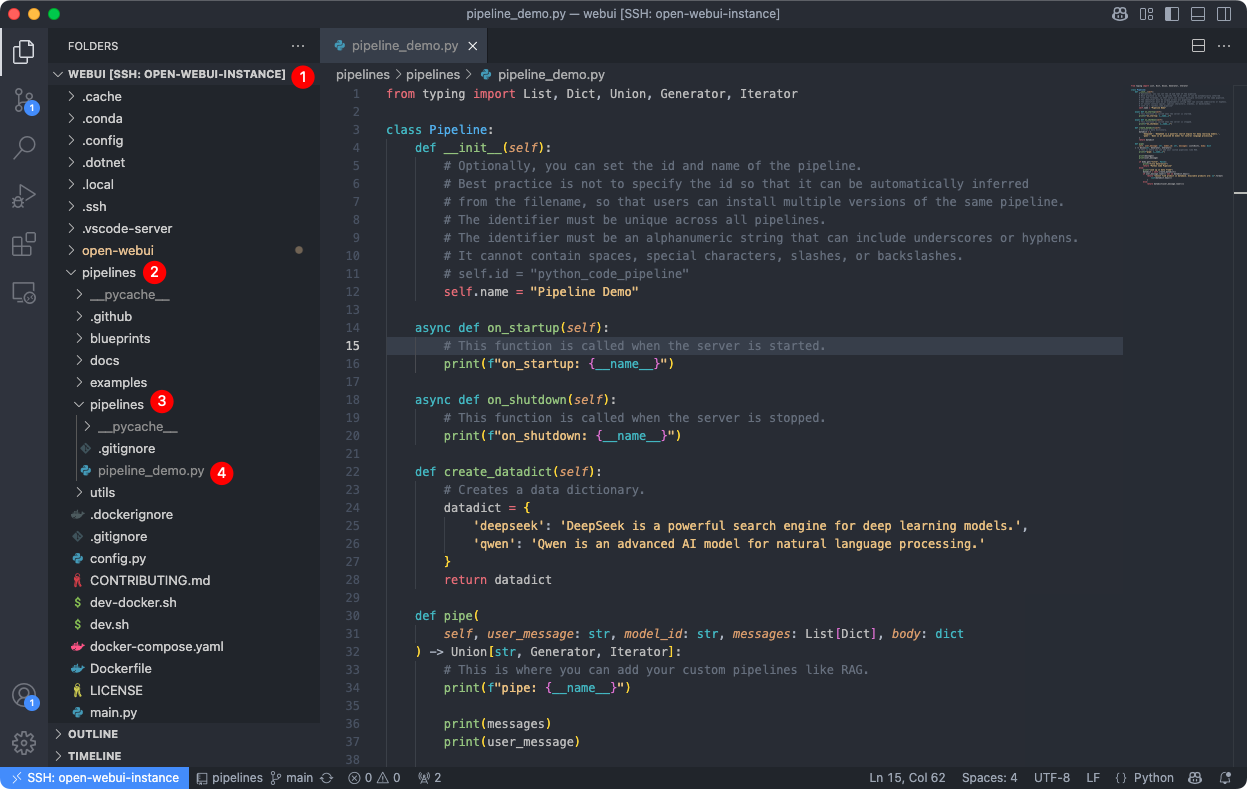 pipeline_demo.py — webui [SSH: open-webui-instance]
FOLDERS
WEBUI [SSH: OPEN-WEBUI-INSTANCE] 1
.cache
.conda
.config
.dotnet
.local
.ssh
.vscode-server
open-webui
pipelines 2
__pycache__
.github
blueprints
docs
examples
pipelines 3
__pycache__
.gitignore
pipeline_demo.py 4
utils
.dockerignore
.gitignore
config.py
CONTRIBUTING.md
$ dev-docker.sh
$ dev.sh
docker-compose.yaml
Dockerfile
LICENSE
main.py
OUTLINE
TIMELINE
1
1
pipeline_demo.py
pipelines > pipelines > pipeline_demo.py
1 from typing import List, Dict, Union, Generator, Iterator
2
3 class Pipeline:
4 def __init__(self):
5 # Optionally, you can set the id and name of the pipeline.
6 # Best practice is not to specify the id so that it can be automatically inferred
7 # from the filename, so that users can install multiple versions of the same pipeline.
8 # The identifier must be unique across all pipelines.
9 # The identifier must be an alphanumeric string that can include underscores or hyphens.
10 # It cannot contain spaces, special characters, slashes, or backslashes.
11 # self.id = "python_code_pipeline"
12 self.name = "Pipeline Demo"
13
14 async def on_startup(self):
15 # This function is called when the server is started.
16 print(f"on_startup: {__name__}")
17
18 async def on_shutdown(self):
19 # This function is called when the server is stopped.
20 print(f"on_shutdown: {__name__}")
21
22 def create_datadict(self):
23 # Creates a data dictionary.
24 datadict = {
25 'deepseek': 'DeepSeek is a powerful search engine for deep learning models.',
26 'qwen': 'Qwen is an advanced AI model for natural language processing.'
27 }
28 return datadict
29
30 def pipe(
31 self, user_message: str, model_id: str, messages: List[Dict], body: dict
32 ) -> Union[str, Generator, Iterator]:
33 # This is where you can add your custom pipelines like RAG.
34 print(f"pipe: {__name__}")
35
36 print(messages)
37 print(user_message)
38
SSH: open-webui-instance pipelines main 0 0 2 Ln 15, Col 62 Spaces: 4 UTF-8 LF {} Python